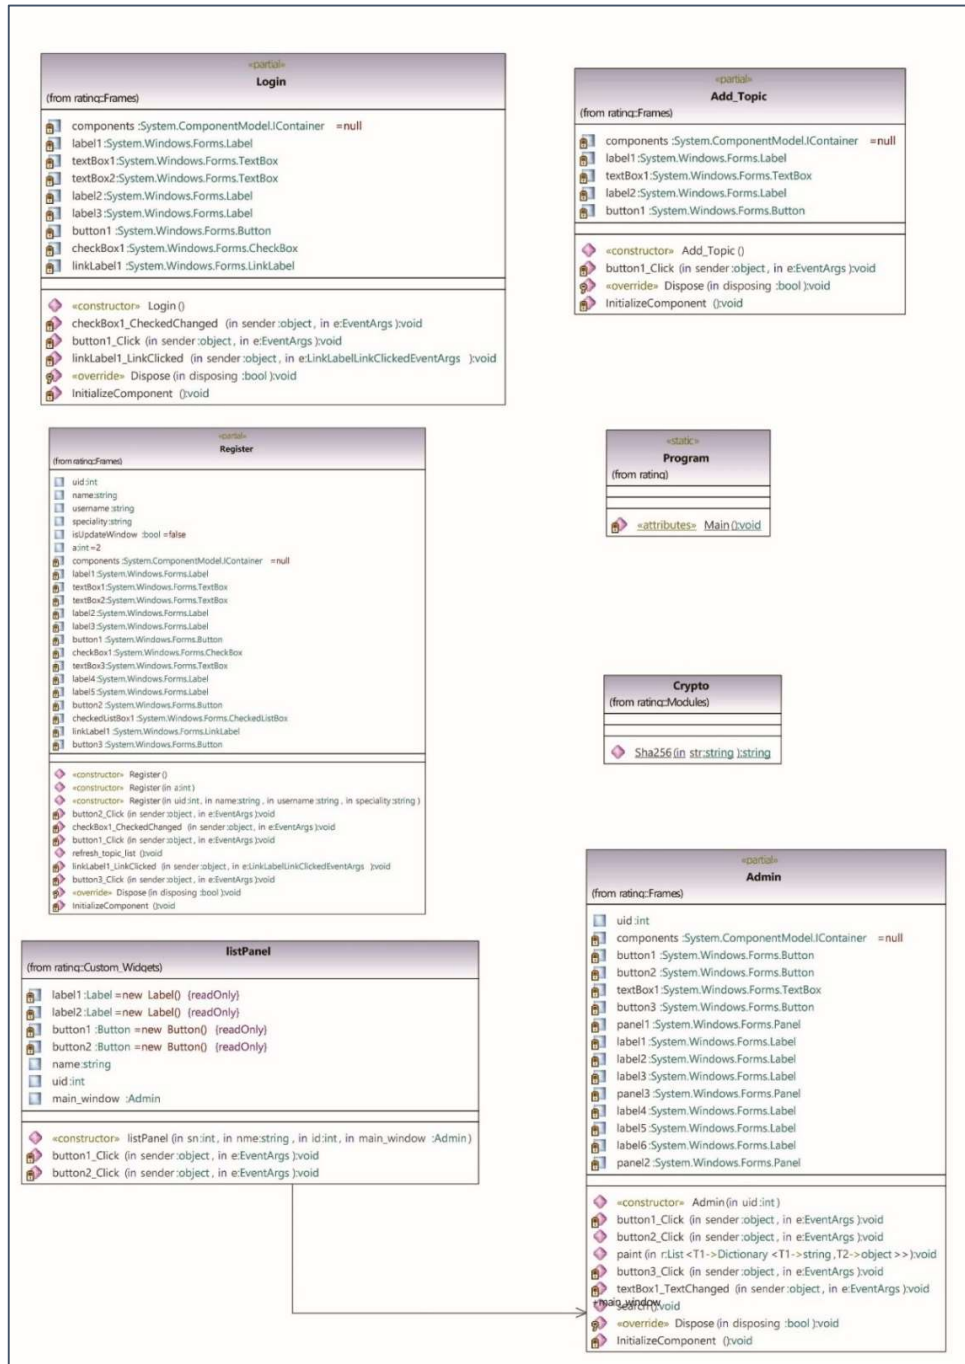 «partial»
Login
(from rating::Frames)
components :System.ComponentModel.IContainer =null
label1:System.Windows.Forms.Label
textBox1:System.Windows.Forms.TextBox
textBox2:System.Windows.Forms.TextBox
label2:System.Windows.Forms.Label
label3:System.Windows.Forms.Label
button1 :System.Windows.Forms.Button
checkBox1 :System.Windows.Forms.CheckBox
linkLabel1 :System.Windows.Forms.LinkLabel
«constructor» Login()
checkBox1_CheckedChanged (in sender:object, in e:EventArgs ):void
button1_Click (in sender:object, in e:EventArgs ):void
linkLabel1_LinkClicked (in sender:object, in e:LinkLabelLinkClickedEventArgs ):void
«override» Dispose (in disposing :bool ):void
InitializeComponent ():void
«partial»
Add_Topic
(from rating::Frames)
components :System.ComponentModel.IContainer =null
label1:System.Windows.Forms.Label
textBox1:System.Windows.Forms.TextBox
label2:System.Windows.Forms.Label
button1 :System.Windows.Forms.Button
«constructor» Add_Topic ()
button1_Click (in sender:object, in e:EventArgs ):void
«override» Dispose (in disposing :bool ):void
InitializeComponent ():void
«partial»
Register
(from rating::Frames)
uid:int
name:string
username :string
speciality:string
isUpdateWindow :bool =false
a:int =2
components :System.ComponentModel.IContainer =null
label1:System.Windows.Forms.Label
textBox1:System.Windows.Forms.TextBox
textBox2:System.Windows.Forms.TextBox
label2:System.Windows.Forms.Label
label3:System.Windows.Forms.Label
button1 :System.Windows.Forms.Button
checkBox1:System.Windows.Forms.CheckBox
textBox3:System.Windows.Forms.TextBox
label4:System.Windows.Forms.Label
label5:System.Windows.Forms.Label
button2 :System.Windows.Forms.Button
checkedListBox1 :System.Windows.Forms.CheckedListBox
linkLabel1 :System.Windows.Forms.LinkLabel
button3 :System.Windows.Forms.Button
«constructor» Register ()
«constructor» Register (in a:int)
«constructor» Register (in uid:int, in name:string , in username :string , in speciality:string )
button2_Click (in sender:object, in e:EventArgs ):void
checkBox1_CheckedChanged (in sender:object, in e:EventArgs ):void
button1_Click (in sender:object, in e:EventArgs ):void
refresh_topic_list ():void
linkLabel1_LinkClicked (in sender:object, in e:LinkLabelLinkClickedEventArgs ):void
button3_Click (in sender:object, in e:EventArgs ):void
«override» Dispose (in disposing :bool ):void
InitializeComponent ():void
«static»
Program
(from rating)
«attributes» Main():void
Crypto
(from rating::Modules)
Sha256 (in str:string ):string
listPanel
(from rating::Custom_Widgets)
label1 :Label =new Label() {readOnly}
label2 :Label =new Label() {readOnly}
button1 :Button =new Button() {readOnly}
button2 :Button =new Button() {readOnly}
name:string
uid:int
main_window :Admin
«constructor» listPanel (in sn:int, in nme:string , in id:int, in main_window :Admin)
button1_Click (in sender:object, in e:EventArgs ):void
button2_Click (in sender:object, in e:EventArgs ):void
«partial»
Admin
(from rating::Frames)
uid :int
components :System.ComponentModel.IContainer =null
button1 :System.Windows.Forms.Button
button2 :System.Windows.Forms.Button
textBox1:System.Windows.Forms.TextBox
button3 :System.Windows.Forms.Button
panel1 :System.Windows.Forms.Panel
label1 :System.Windows.Forms.Label
label2 :System.Windows.Forms.Label
label3 :System.Windows.Forms.Label
panel3 :System.Windows.Forms.Panel
label4 :System.Windows.Forms.Label
label5 :System.Windows.Forms.Label
label6 :System.Windows.Forms.Label
panel2 :System.Windows.Forms.Panel
«constructor» Admin(in uid:int )
button1_Click (in sender :object, in e:EventArgs ):void
button2_Click (in sender :object, in e:EventArgs ):void
paint (in r:List <T1->Dictionary <T1->string ,T2->object >>):void
button3_Click (in sender :object, in e:EventArgs ):void
textBox1_TextChanged (in sender :object, in e:EventArgs ):void
+main_window
search ():void
«override» Dispose (in disposing :bool ):void
InitializeComponent ():void